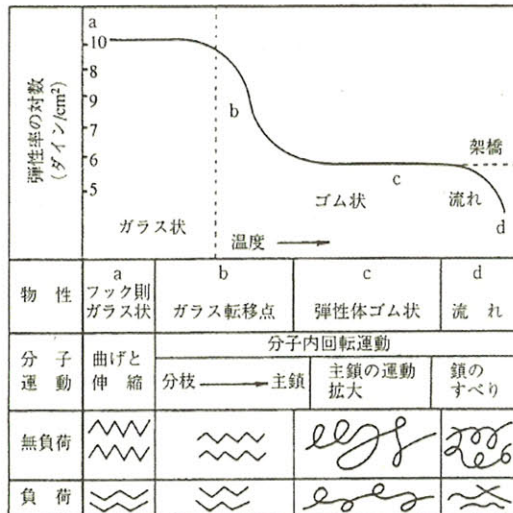 a
10
8
9
7
6
5
弾性率の対数
(ダイン/cm²)
b
架橋
c
ゴム状
流れ
d
ガラス状
温度
物性
a
フック則
ガラス状
b
ガラス転移点
c
弾性体ゴム状
d
流れ
分子
運動
曲げと
伸縮
分子内回転運動
分枝 → 主鎖
主鎖の運動
拡大
鎖の
すべり
無負荷
負荷